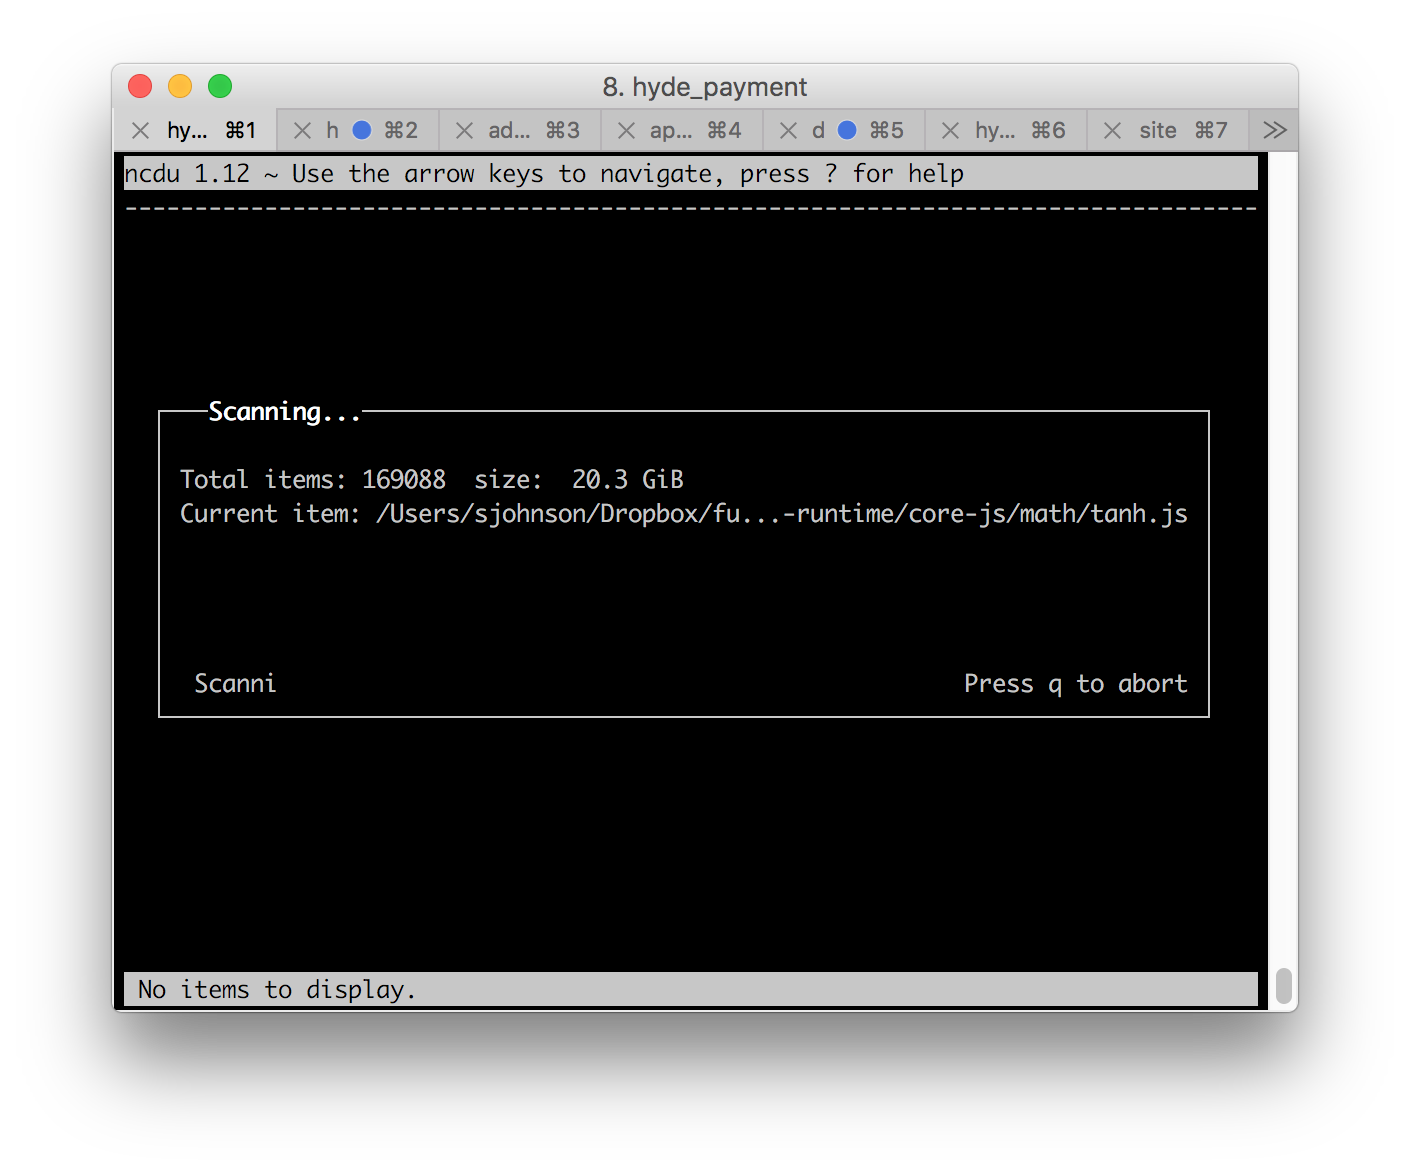 8. hyde_payment
hy... ⌘1 h ⌘2 ad... ⌘3 ap... ⌘4 d ⌘5 hy... ⌘6 site ⌘7
ncdu 1.12 ~ Use the arrow keys to navigate, press ? for help
--------------------------------------------------------------------------------
Scanning...
Total items: 169088  size:  20.3 GiB
Current item: /Users/sjohnson/Dropbox/fu...-runtime/core-js/math/tanh.js
Scanni Press q to abort
No items to display.